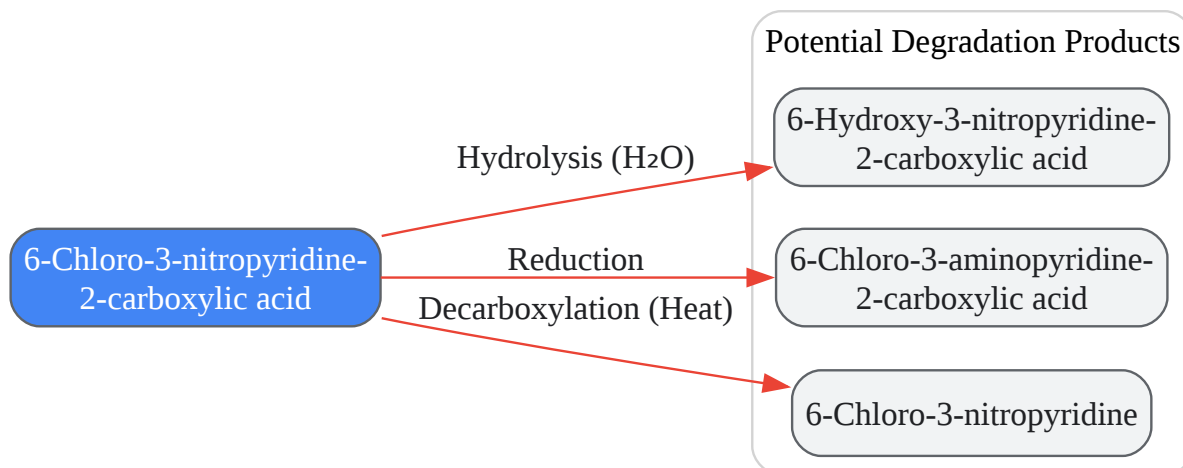 Potential Degradation Products
6-Hydroxy-3-nitropyridine-
2-carboxylic acid
Hydrolysis (H₂O)
6-Chloro-3-nitropyridine-
2-carboxylic acid
Reduction
6-Chloro-3-aminopyridine-
2-carboxylic acid
Decarboxylation (Heat)
6-Chloro-3-nitropyridine